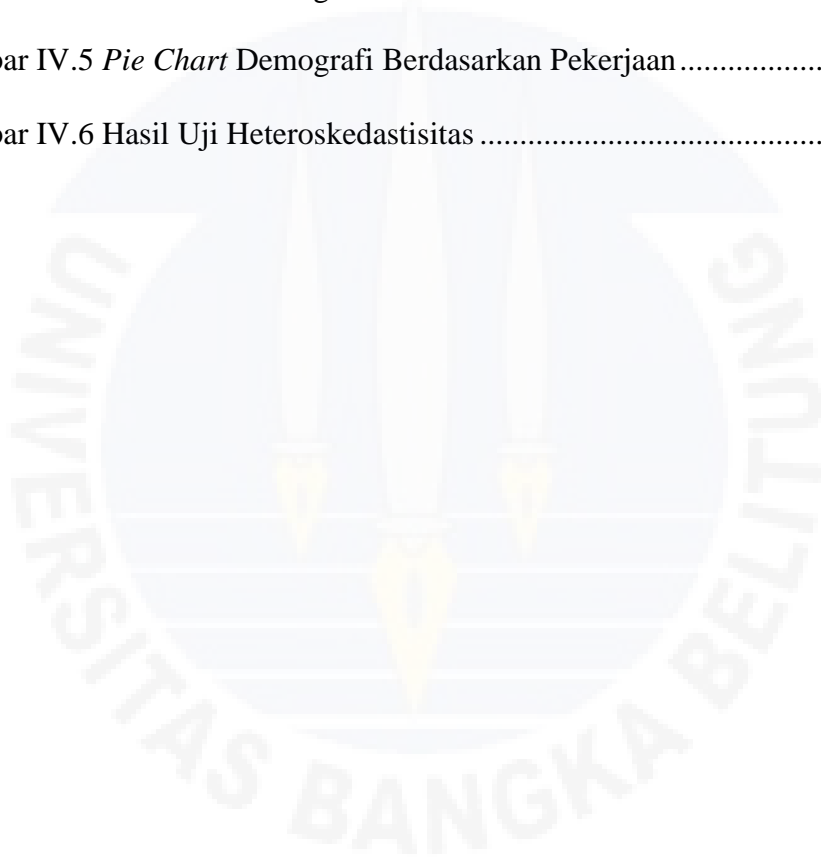 bar IV.5 Pie Chart Demografi Berdasarkan Pekerjaan..................
bar IV.6 Hasil Uji Heteroskedastisitas ......................................
UNIVERSITAS BANGKA BELITUNG